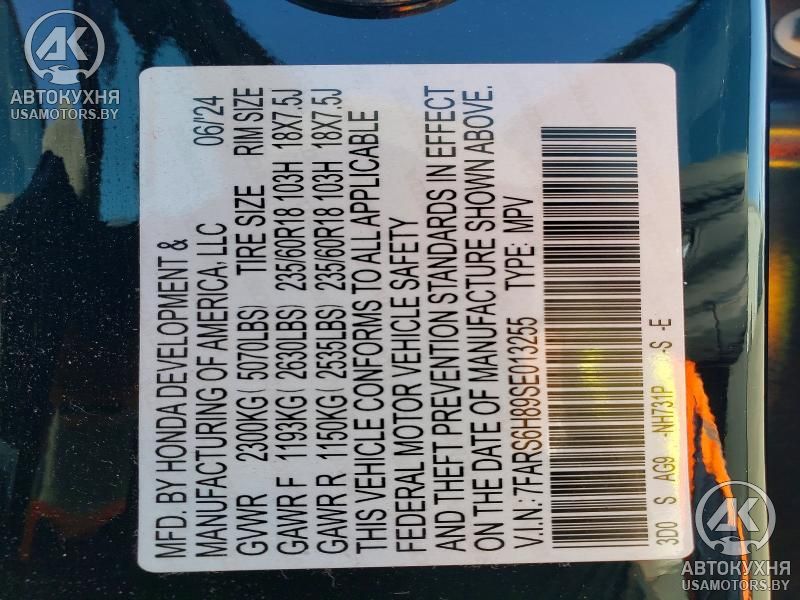 АК
АВТОКУХНЯ
USAMOTORS.BY
MFD. BY HONDA DEVELOPMENT &
MANUFACTURING OF AMERICA, LLC 06/'24
GVWR 2300KG( 5070LBS) TIRE SIZE RIM SIZE
GAWR F 1193KG( 2630LBS) 235/60R18 103H 18X7.5J
GAWR R 1150KG( 2535LBS) 235/60R18 103H 18X7.5J
THIS VEHICLE CONFORMS TO ALL APPLICABLE
FEDERAL MOTOR VEHICLE SAFETY
AND THEFT PREVENTION STANDARDS IN EFFECT
ON THE DATE OF MANUFACTURE SHOWN ABOVE.
V.I.N.: 7FARS6H89SE013255 TYPE: MPV
3D0 S AG9 -NH731P -S -E
АК
АВТОКУХНЯ
USAMOTORS.BY